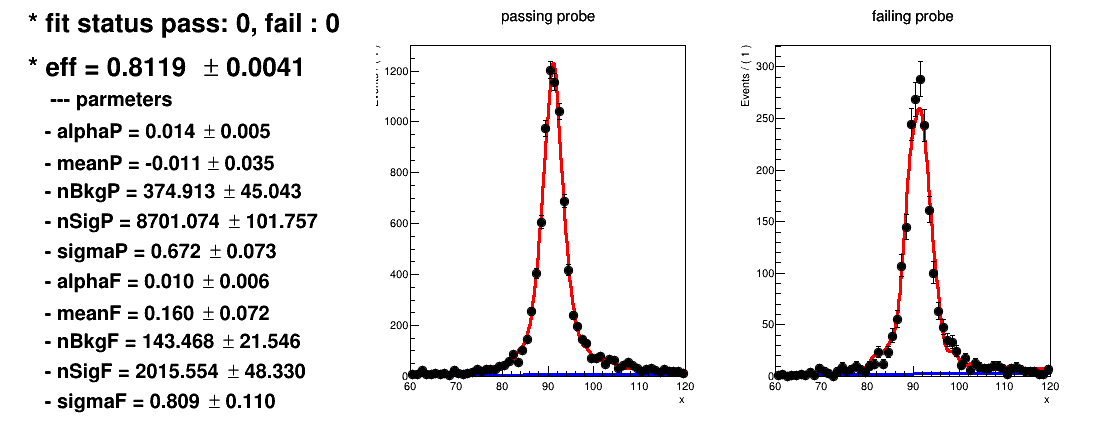 * fit status pass: 0, fail : 0
* eff = 0.8119 ± 0.0041
--- parmeters
- alphaP = 0.014 ± 0.005
- meanP = -0.011 ± 0.035
- nBkgP = 374.913 ± 45.043
- nSigP = 8701.074 ± 101.757
- sigmaP = 0.672 ± 0.073
- alphaF = 0.010 ± 0.006
- meanF = 0.160 ± 0.072
- nBkgF = 143.468 ± 21.546
- nSigF = 2015.554 ± 48.330
- sigmaF = 0.809 ± 0.110
passing probe
1200
1000
800
600
400
200
0
60 70 80 90 100 110 120
x
failing probe
Events / ( 1 )
300
250
200
150
100
50
0
60 70 80 90 100 110 120
x